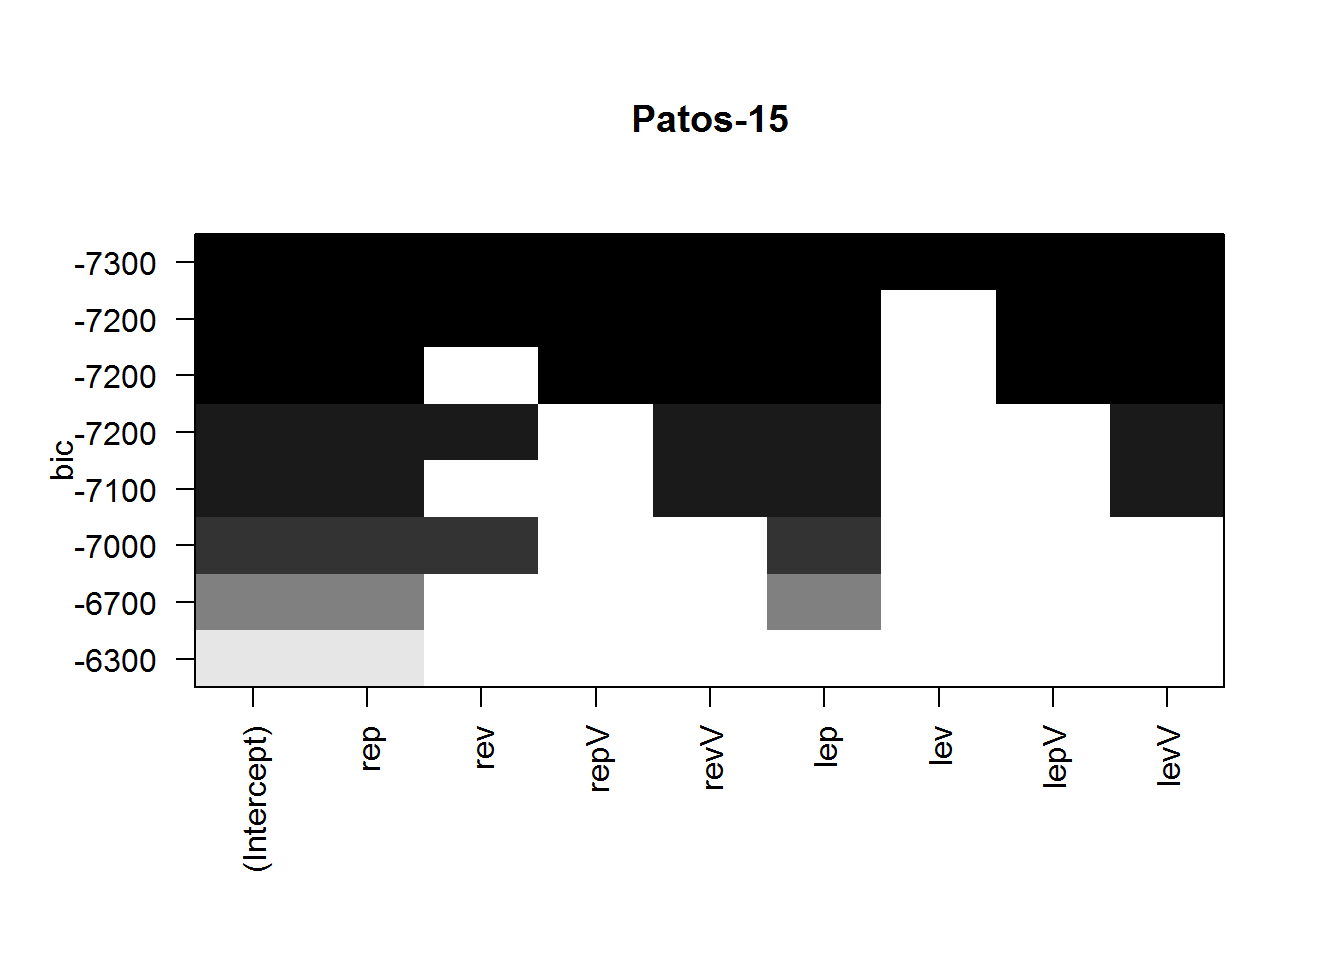 Patos-15
bic
-7300
-7200
-7200
-7200
-7100
-7000
-6700
-6300
(Intercept)
rep
rev
repV
revV
lep
lev
lepV
levV